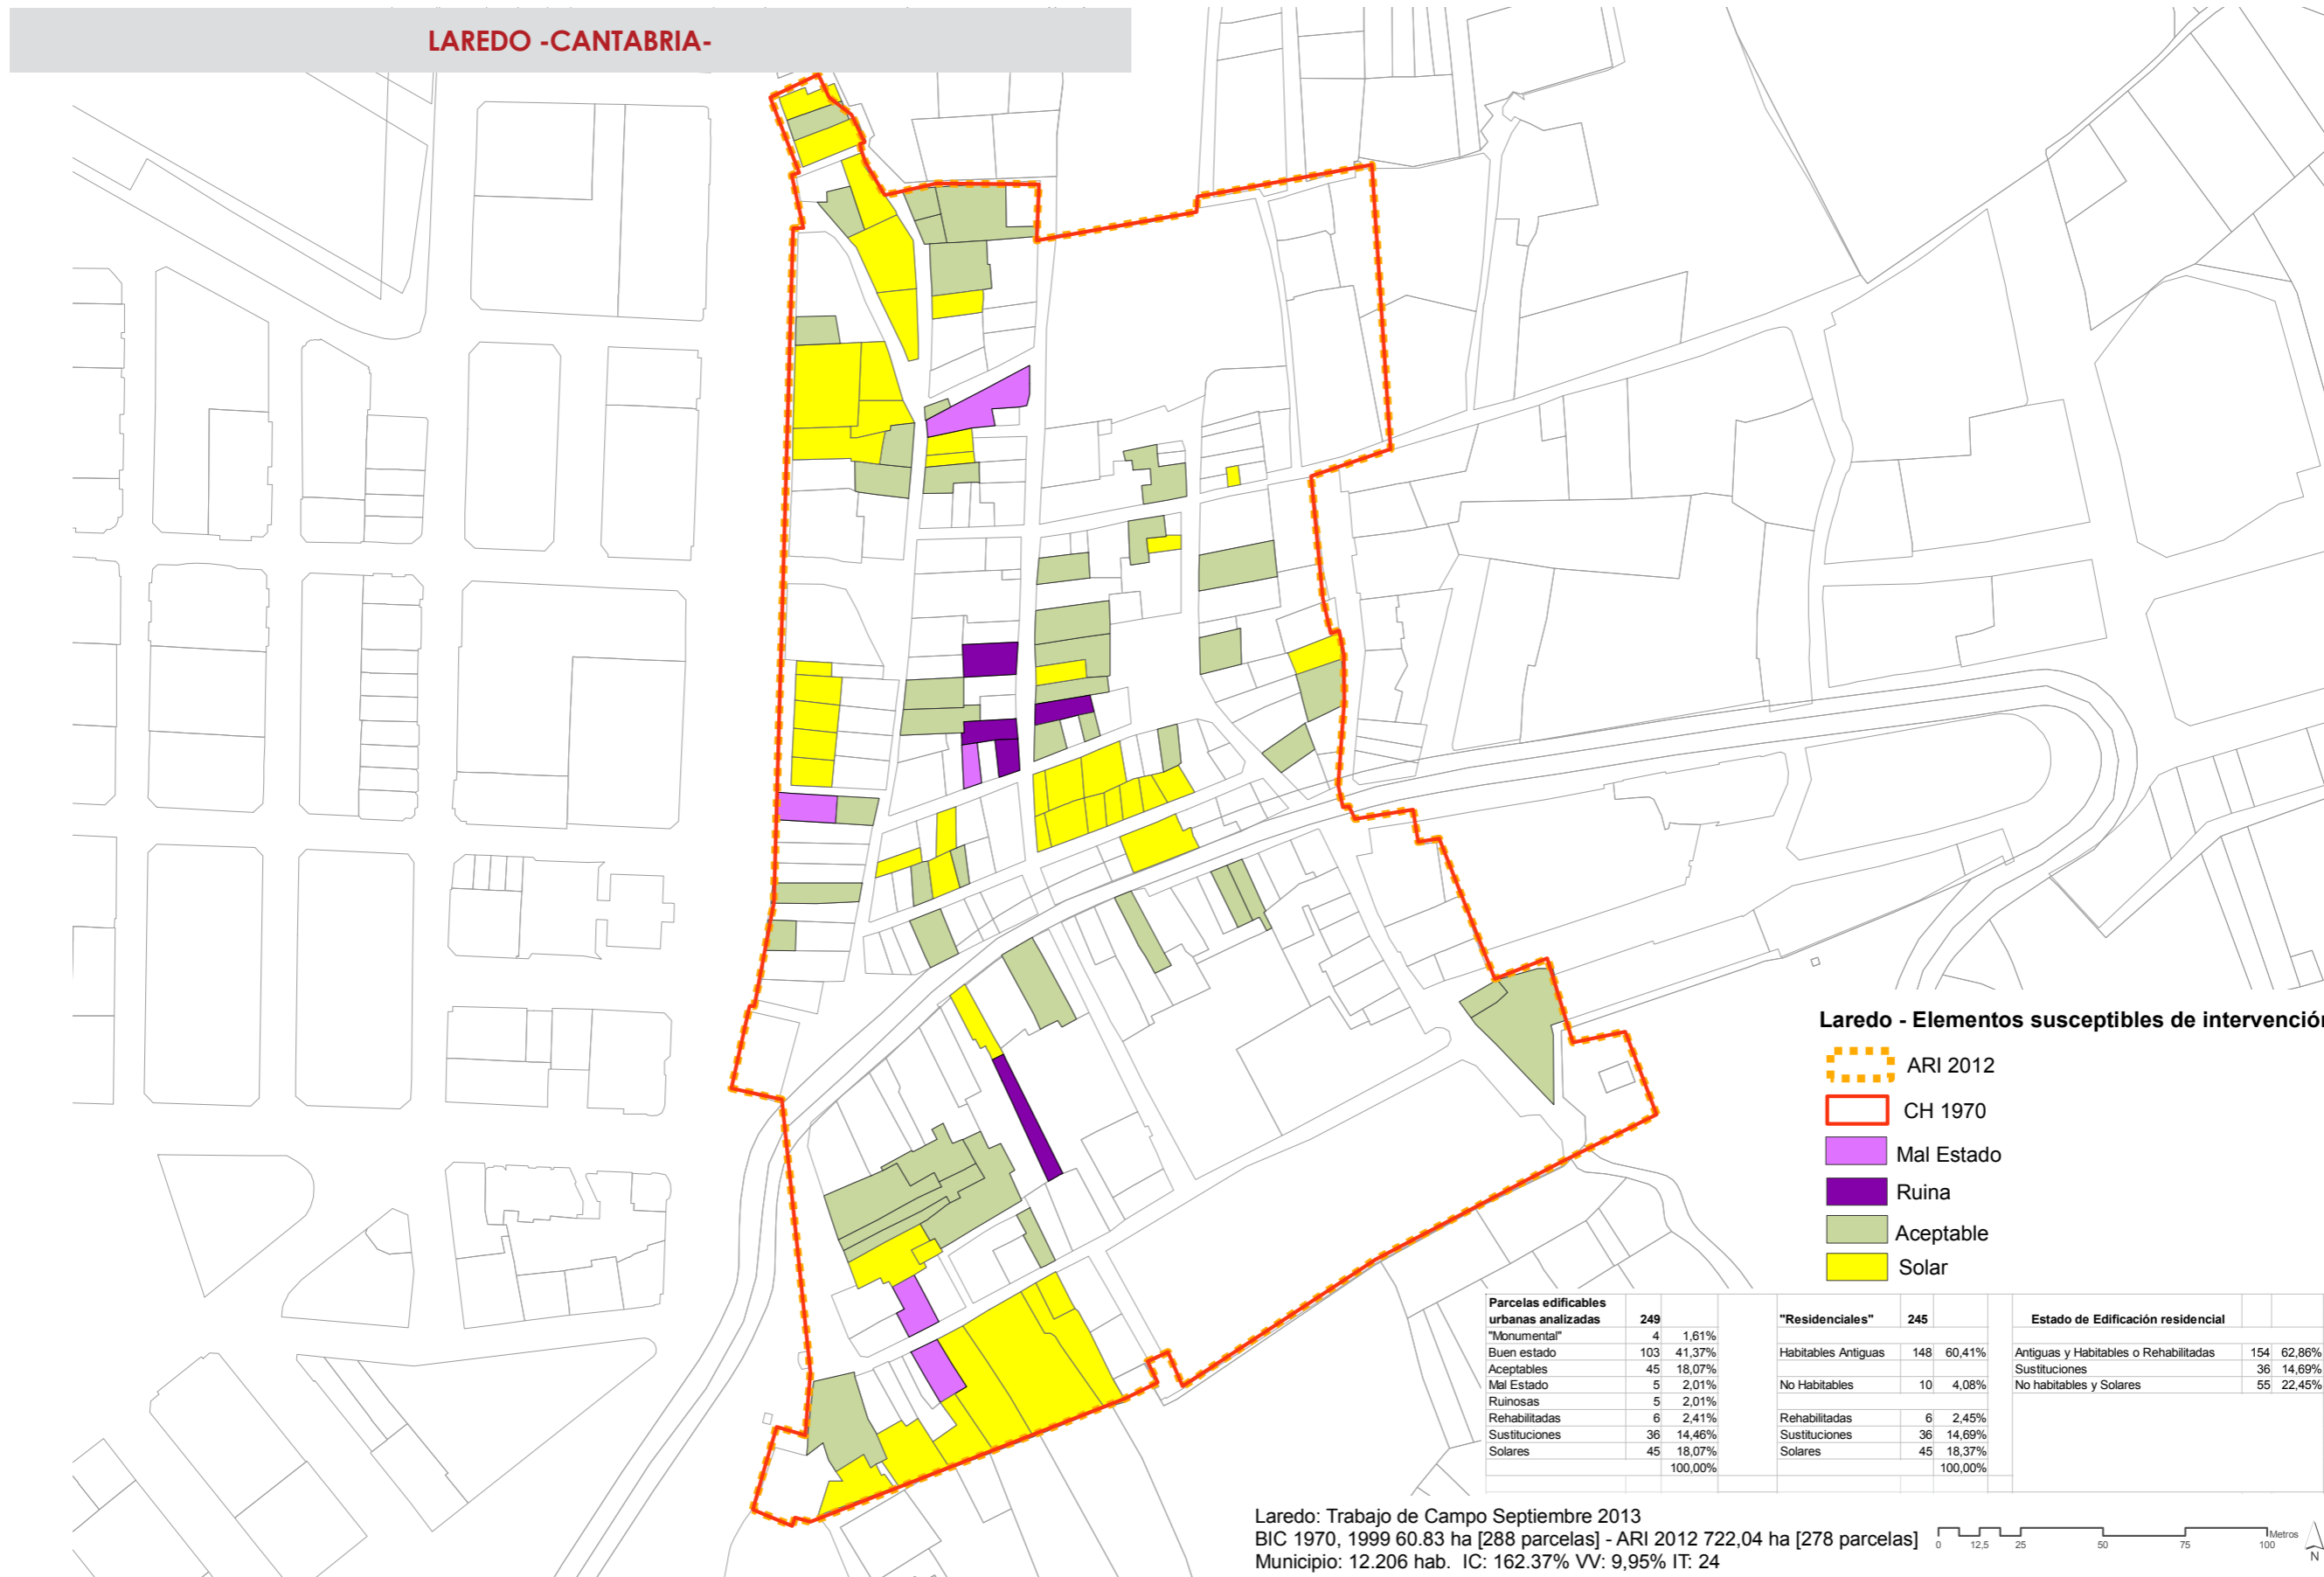 LAREDO -CANTABRIA-
Laredo - Elementos susceptibles de intervención
ARI 2012
CH 1970
Mal Estado
Ruina
Aceptable
Solar
Parcelas edificables
urbanas analizadas 249 "Residenciales" 245 Estado de Edificación residencial
"Monumental" 4 1,61%
Buen estado 103 41,37% Habitables Antiguas 148 60,41% Antiguas y Habitables o Rehabilitadas 154 62,86%
Aceptables 45 18,07% Sustituciones 36 14,69%
Mal Estado 5 2,01% No Habitables 10 4,08% No habitables y Solares 55 22,45%
Ruinosas 5 2,01%
Rehabilitadas 6 2,41% Rehabilitadas 6 2,45%
Sustituciones 36 14,46% Sustituciones 36 14,69%
Solares 45 18,07% Solares 45 18,37%
100,00% 100,00%
Laredo: Trabajo de Campo Septiembre 2013
BIC 1970, 1999 60.83 ha [288 parcelas] - ARI 2012 722,04 ha [278 parcelas]
Municipio: 12.206 hab. IC: 162.37% VV: 9,95% IT: 24
Metros
0 12,5 25 50 75 100
N